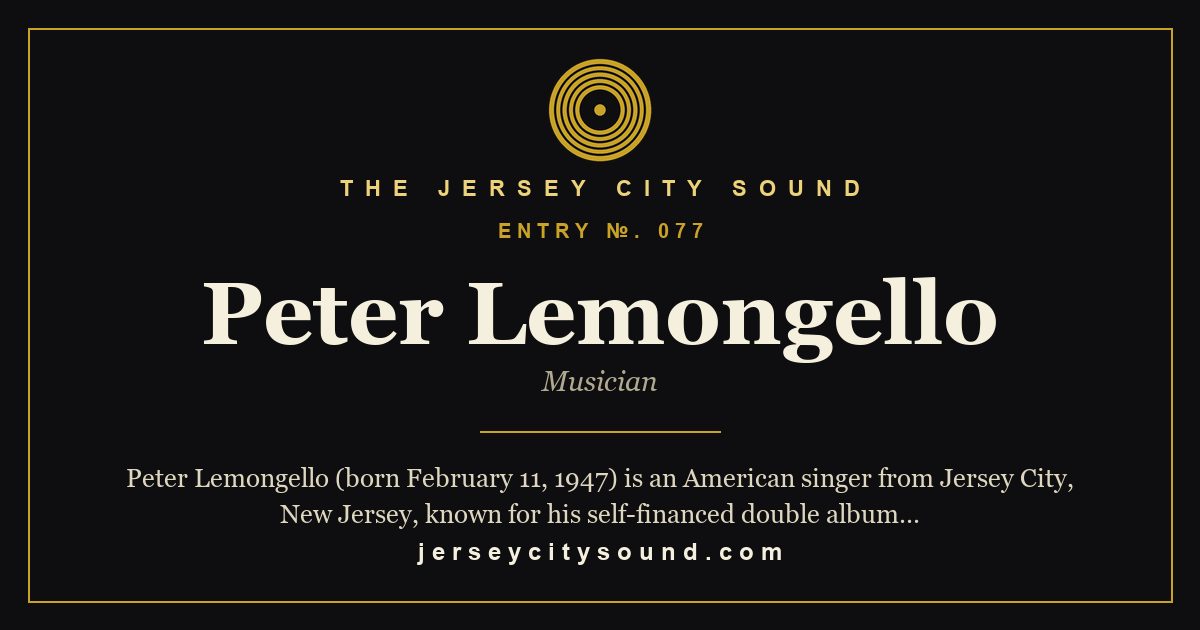 THE JERSEY CITY SOUND
ENTRY №. 077
Peter Lemongello
Musician
Peter Lemongello (born February 11, 1947) is an American singer from Jersey City,
New Jersey, known for his self-financed double album...
jerseycitysound.com